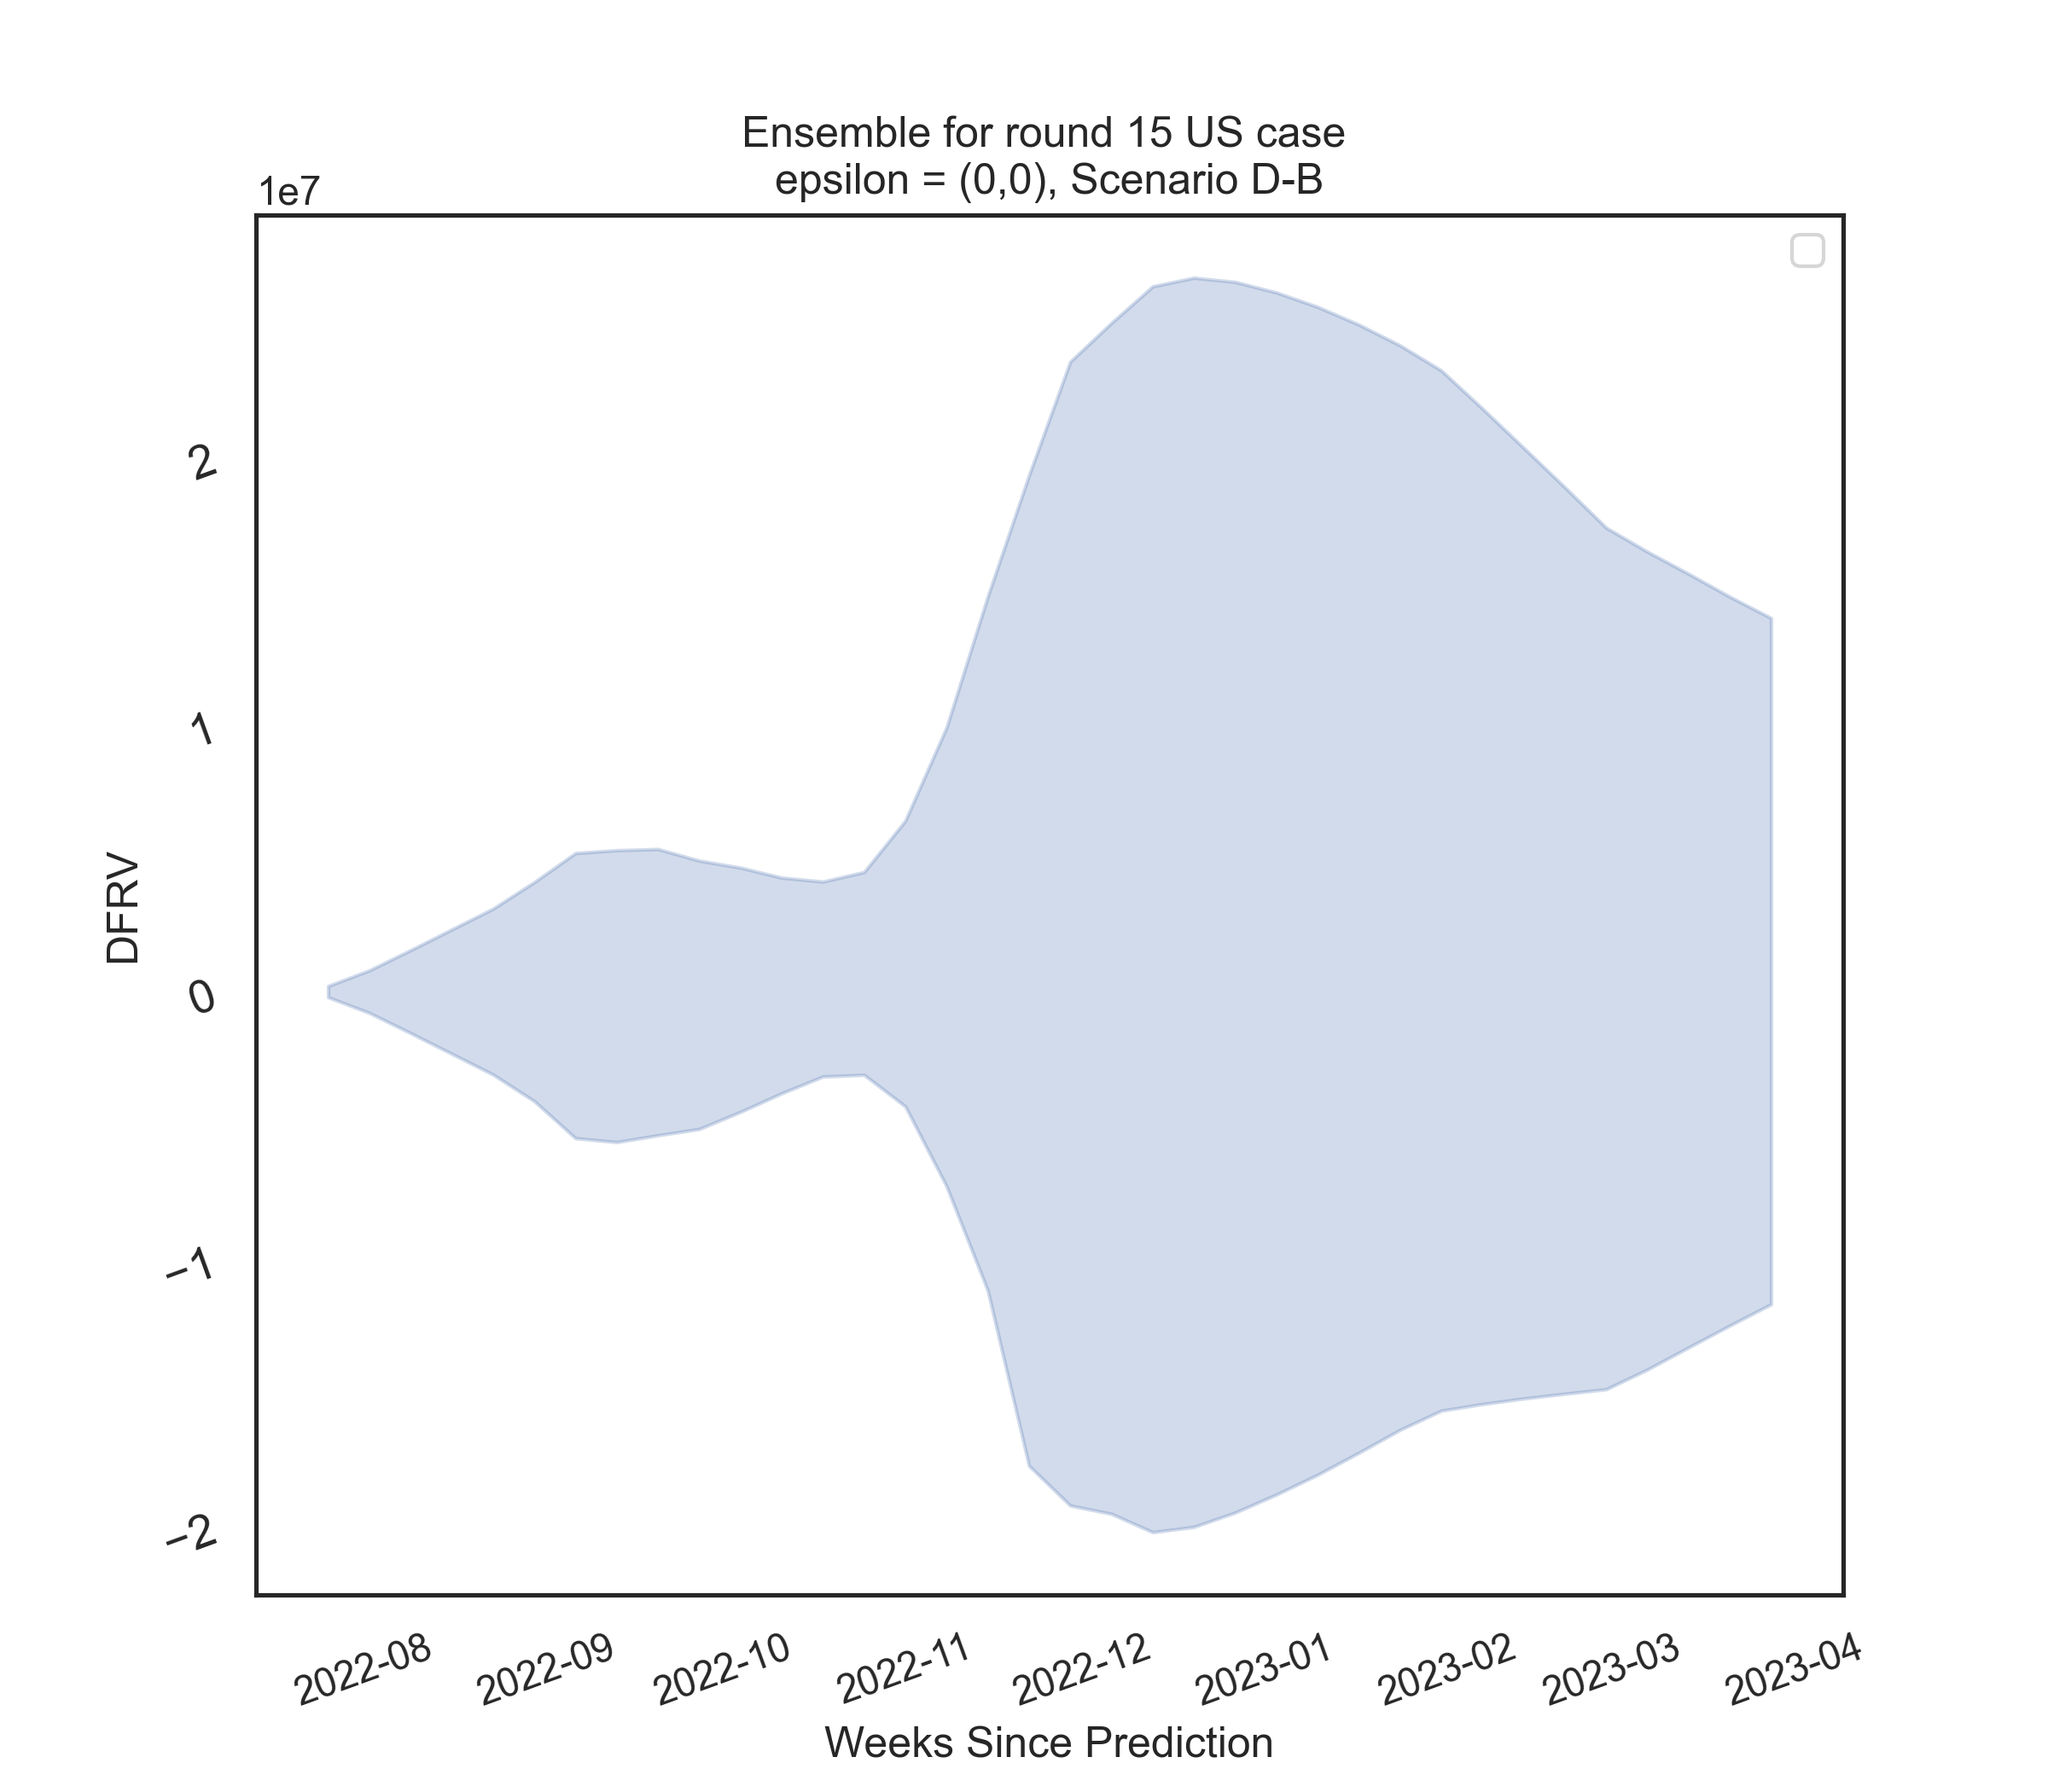 Ensemble for round 15 US case
epsilon = (0,0), Scenario D-B
1e7
2
1
0
−1
−2
DFRV
2022-08
2022-09
2022-10
2022-11
2022-12
2023-01
2023-02
2023-03
2023-04
Weeks Since Prediction